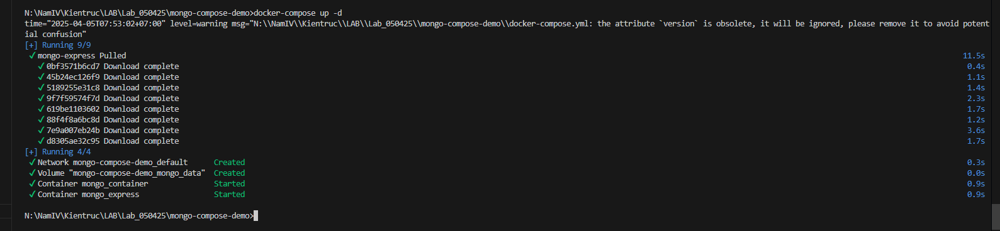 N:\NamIV\Kientruc\LAB\Lab_050425\mongo-compose-demo>docker-compose up -d
time="2025-04-05T07:53:02+07:00" level=warning msg="N:\\NamIV\\Kientruc\\LAB\\Lab_050425\\mongo-compose-demo\\docker-compose.yml: the attribute `version` is obsolete, it will be ignored, please remove it to avoid potent
ial confusion"
[+] Running 9/9
✔ mongo-express Pulled 11.5s
✔ 0bf3571b6cd7 Download complete 0.4s
✔ 45b24ec126f9 Download complete 1.1s
✔ 5189255e31c8 Download complete 1.4s
✔ 9f7f59574f7d Download complete 2.3s
✔ 619be1103602 Download complete 1.7s
✔ 88f4f8a6bc8d Download complete 1.2s
✔ 7e9a007eb24b Download complete 3.6s
✔ d8305ae32c95 Download complete 1.7s
[+] Running 4/4
✔ Network mongo-compose-demo_default Created 0.3s
✔ Volume "mongo-compose-demo_mongo_data" Created 0.0s
✔ Container mongo_container Started 0.9s
✔ Container mongo_express Started 0.9s
N:\NamIV\Kientruc\LAB\Lab_050425\mongo-compose-demo>